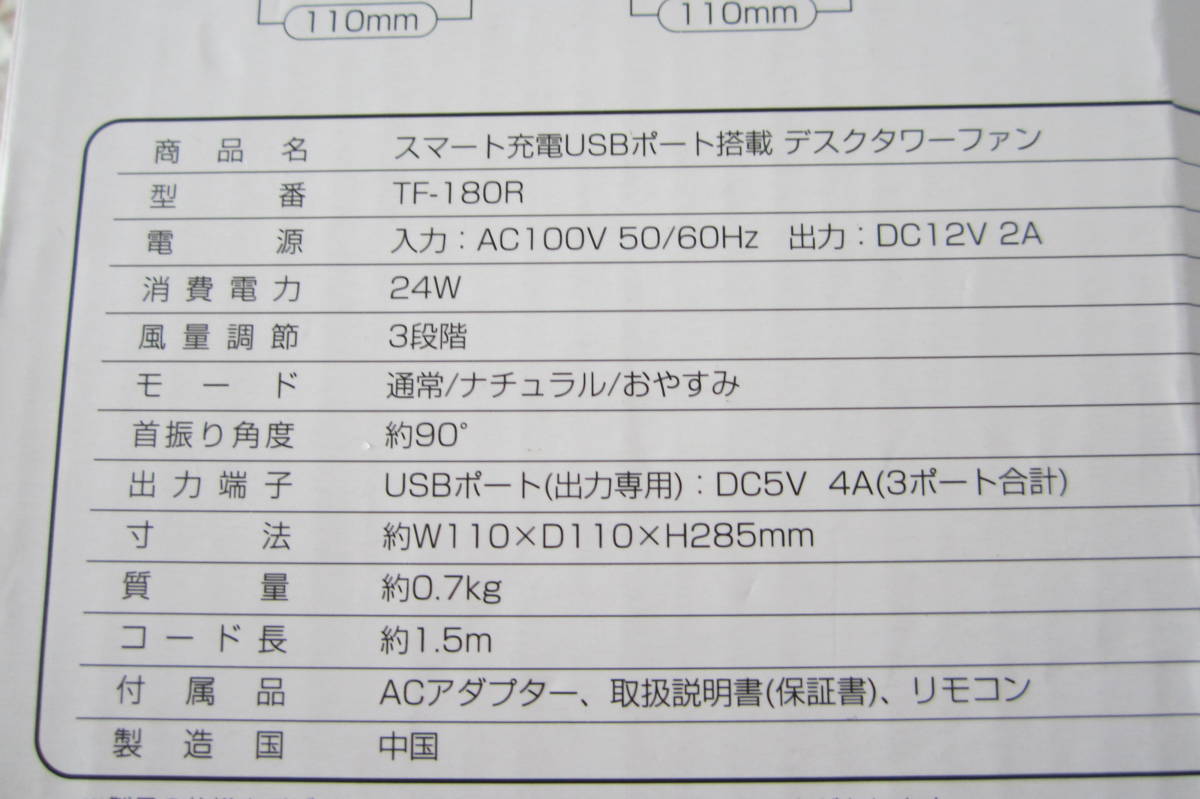 110mm 110mm
商品名 スマート充電USBポート搭載 デスクタワーファン
型番 TF-180R
電源 入力：AC100V 50/60Hz 出力：DC12V 2A
消費電力 24W
風量調節 3段階
モード 通常/ナチュラル/おやすみ
首振り角度 約90°
出力端子 USBポート(出力専用)：DC5V 4A(3ポート合計)
寸法 約W110×D110×H285mm
質量 約0.7kg
コード長 約1.5m
付属品 ACアダプター、取扱説明書(保証書)、リモコン
製造国 中国